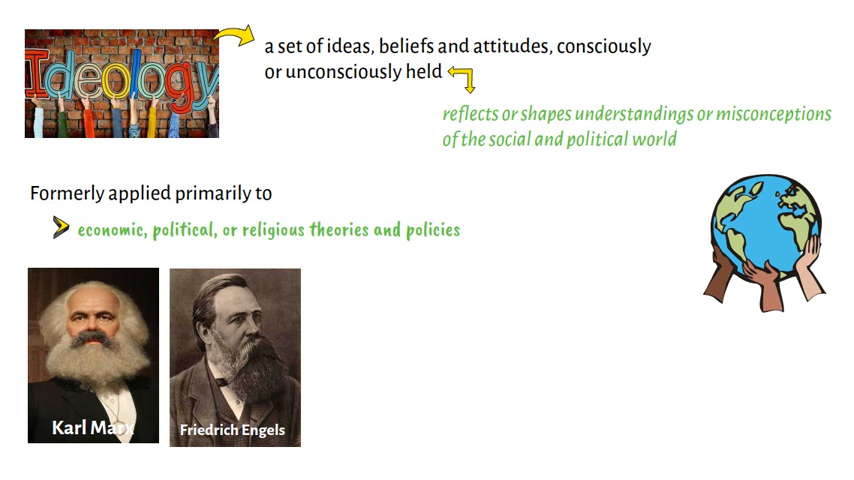 Ideology
a set of ideas, beliefs and attitudes, consciously
or unconsciously held
reflects or shapes understandings or misconceptions
of the social and political world
Formerly applied primarily to
economic, political, or religious theories and policies
Karl Marx
Friedrich Engels